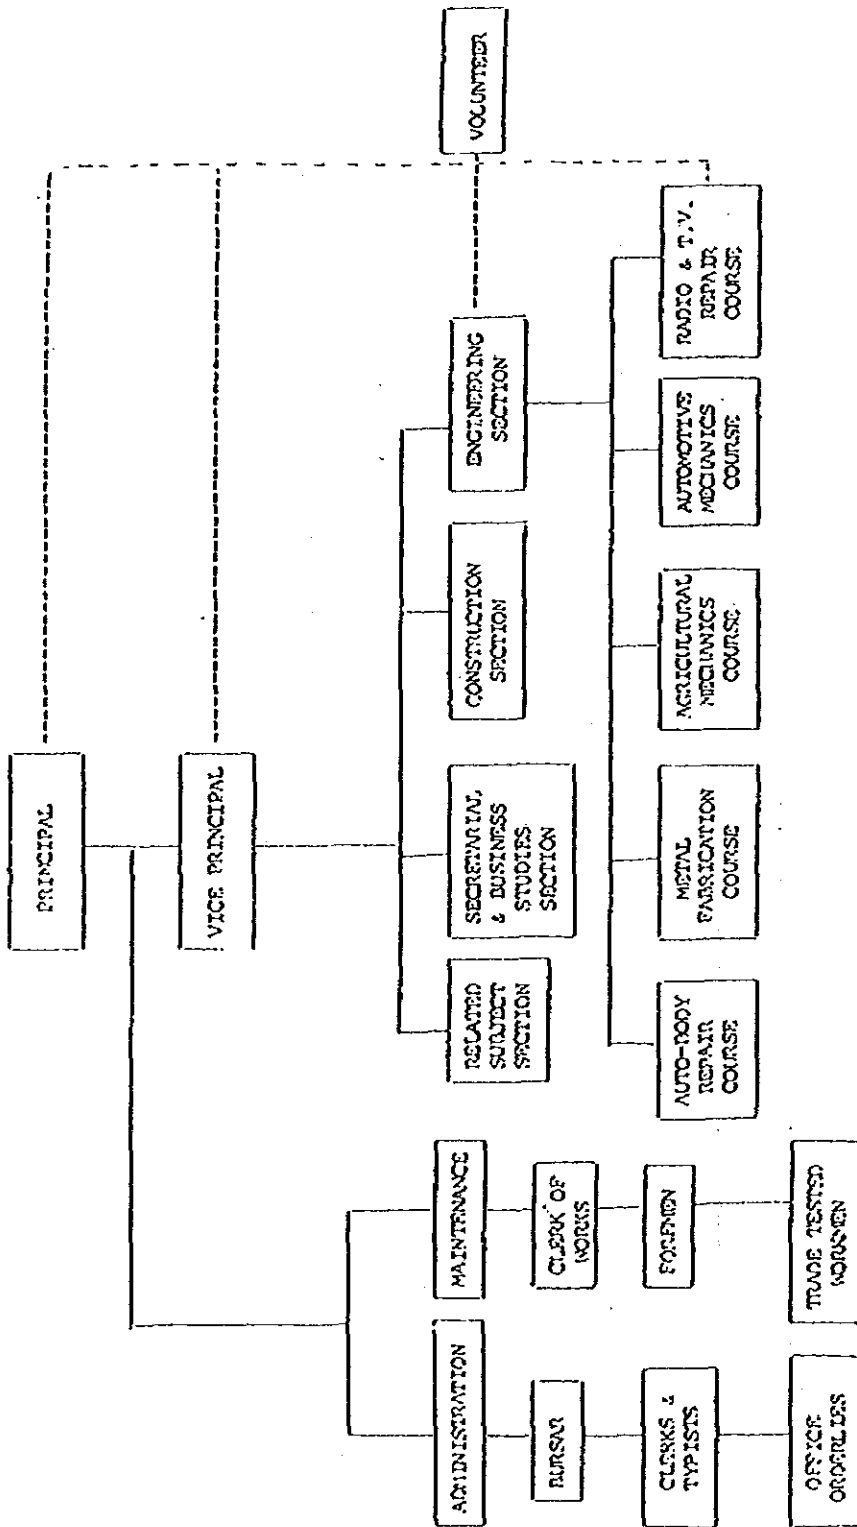 PRINCIPAL
VICE PRINCIPAL
VOLUNTEER
ADMINISTRATION
MAINTENANCE
RELATED
SUBJECT
SECTION
SECRETARIAL
& BUSINESS
STUDIES
SECTION
CONSTRUCTION
SECTION
ENGINEERING
SECTION
BURSAR
CLERK OF
WORKS
CLERKS &
TYPISTS
FOREMEN
AUTO-BODY
REPAIR
COURSE
METAL
FABRICATION
COURSE
AGRICULTURAL
MECHANICS
COURSE
AUTOMOTIVE
MECHANICS
COURSE
RADIO & T.V.
REPAIR
COURSE
OFFICE
ORDERLIES
TRADE TESTED
WORKMEN